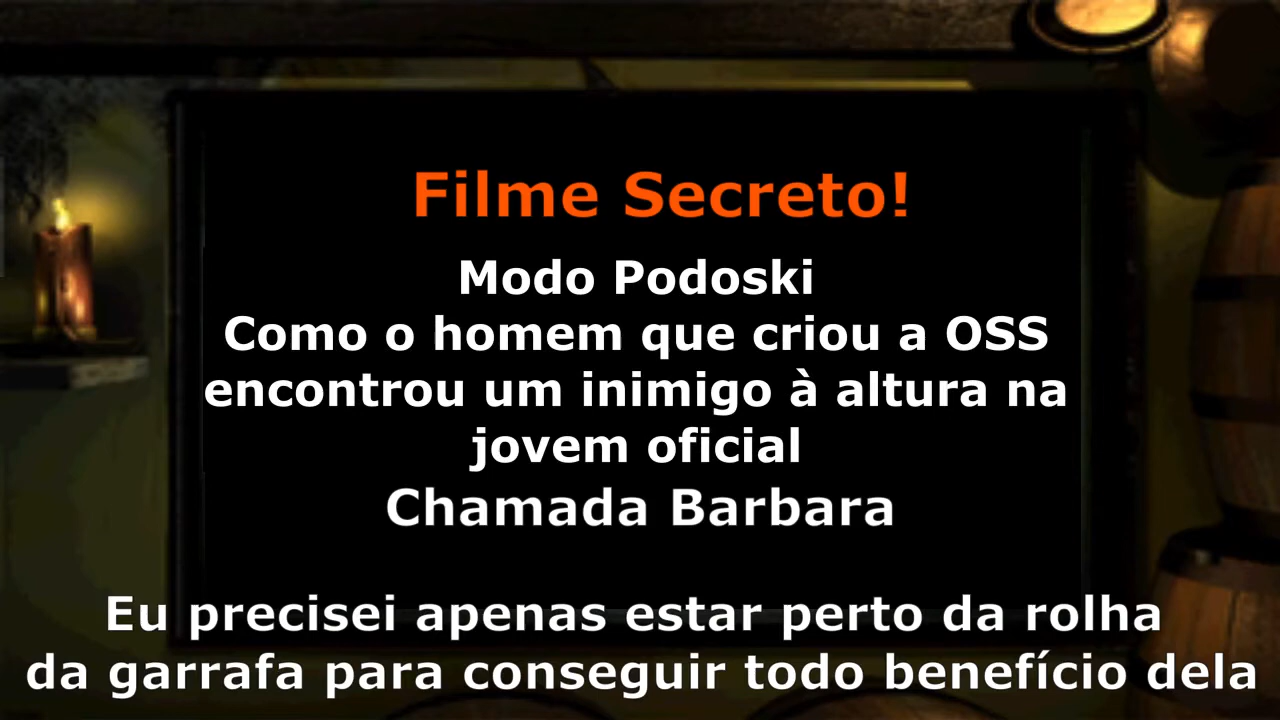 Filme Secreto!
Modo Podoski
Como o homem que criou a OSS
encontrou um inimigo à altura na
jovem oficial
Chamada Barbara
Eu precisei apenas estar perto da rolha
da garrafa para conseguir todo benefício dela